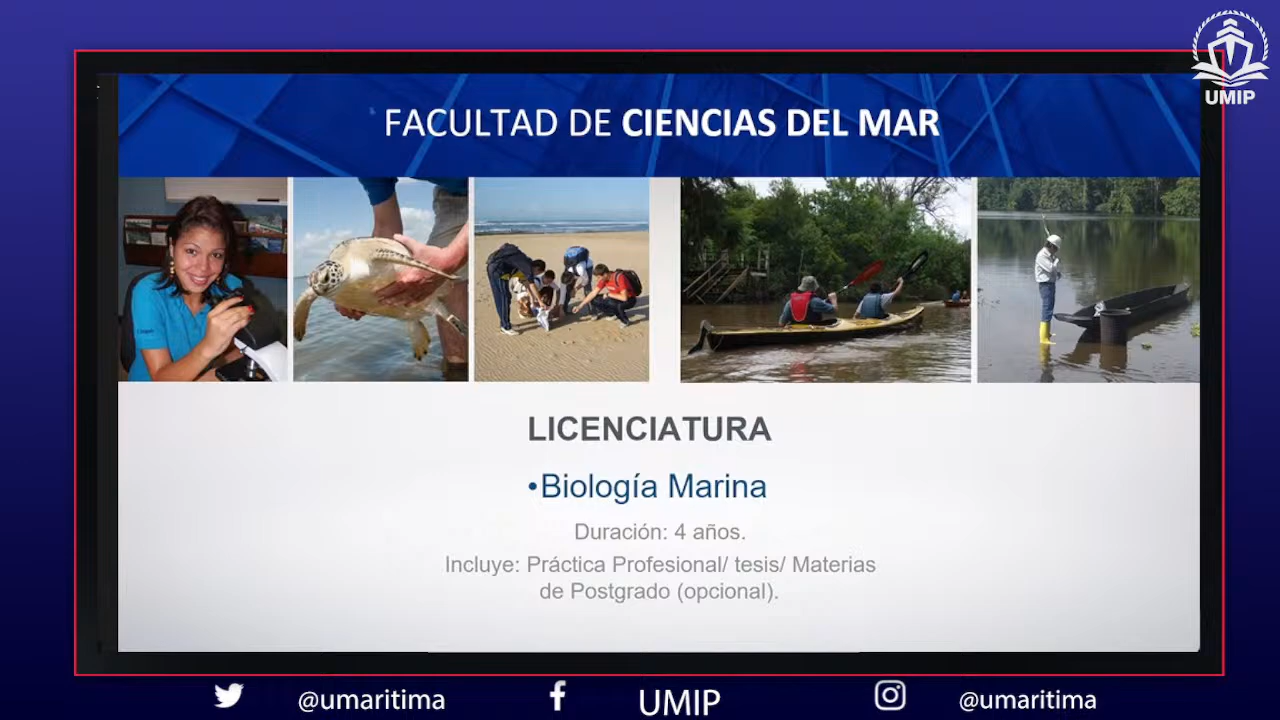 UMIP
FACULTAD DE CIENCIAS DEL MAR
LICENCIATURA
•Biología Marina
Duración: 4 años.
Incluye: Práctica Profesional/ tesis/ Materias
de Postgrado (opcional).
@umaritima
UMIP
@umaritima